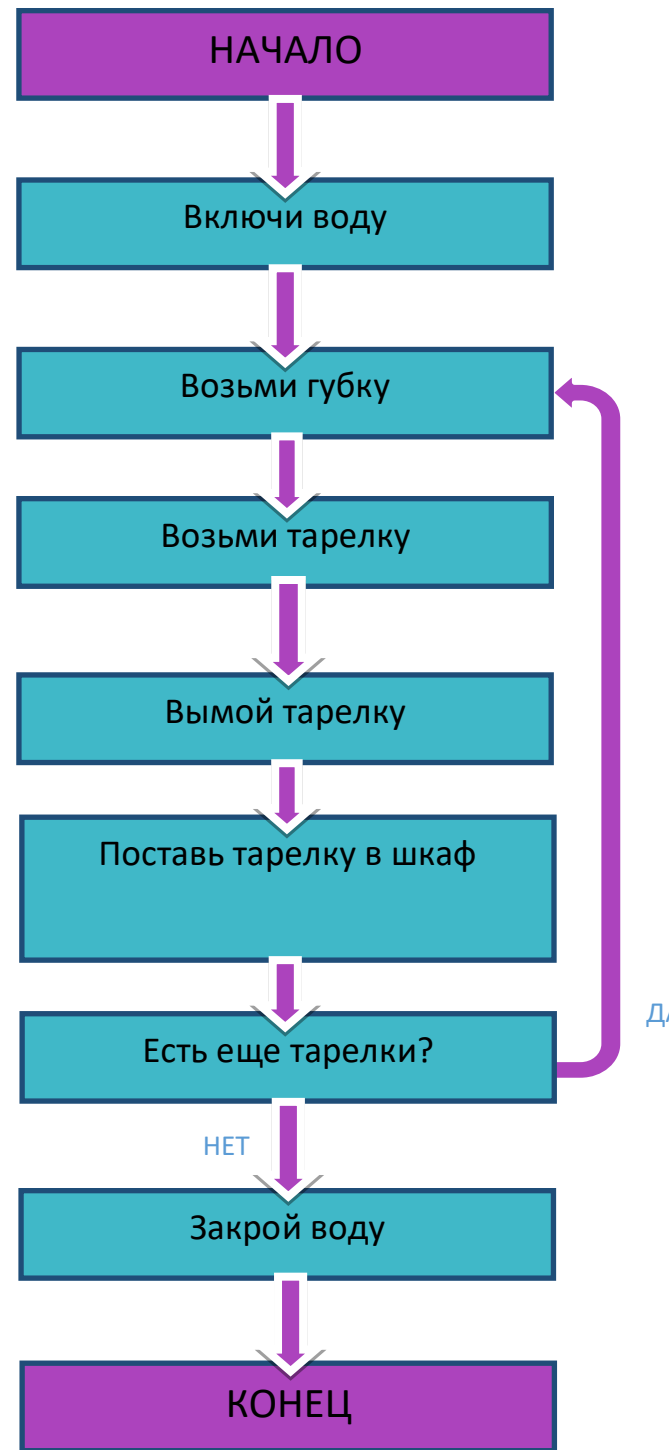 НАЧАЛО
Включи воду
Возьми губку
Возьми тарелку
Вымой тарелку
Поставь тарелку в шкаф
Есть еще тарелки?
ДА
НЕТ
Закрой воду
КОНЕЦ